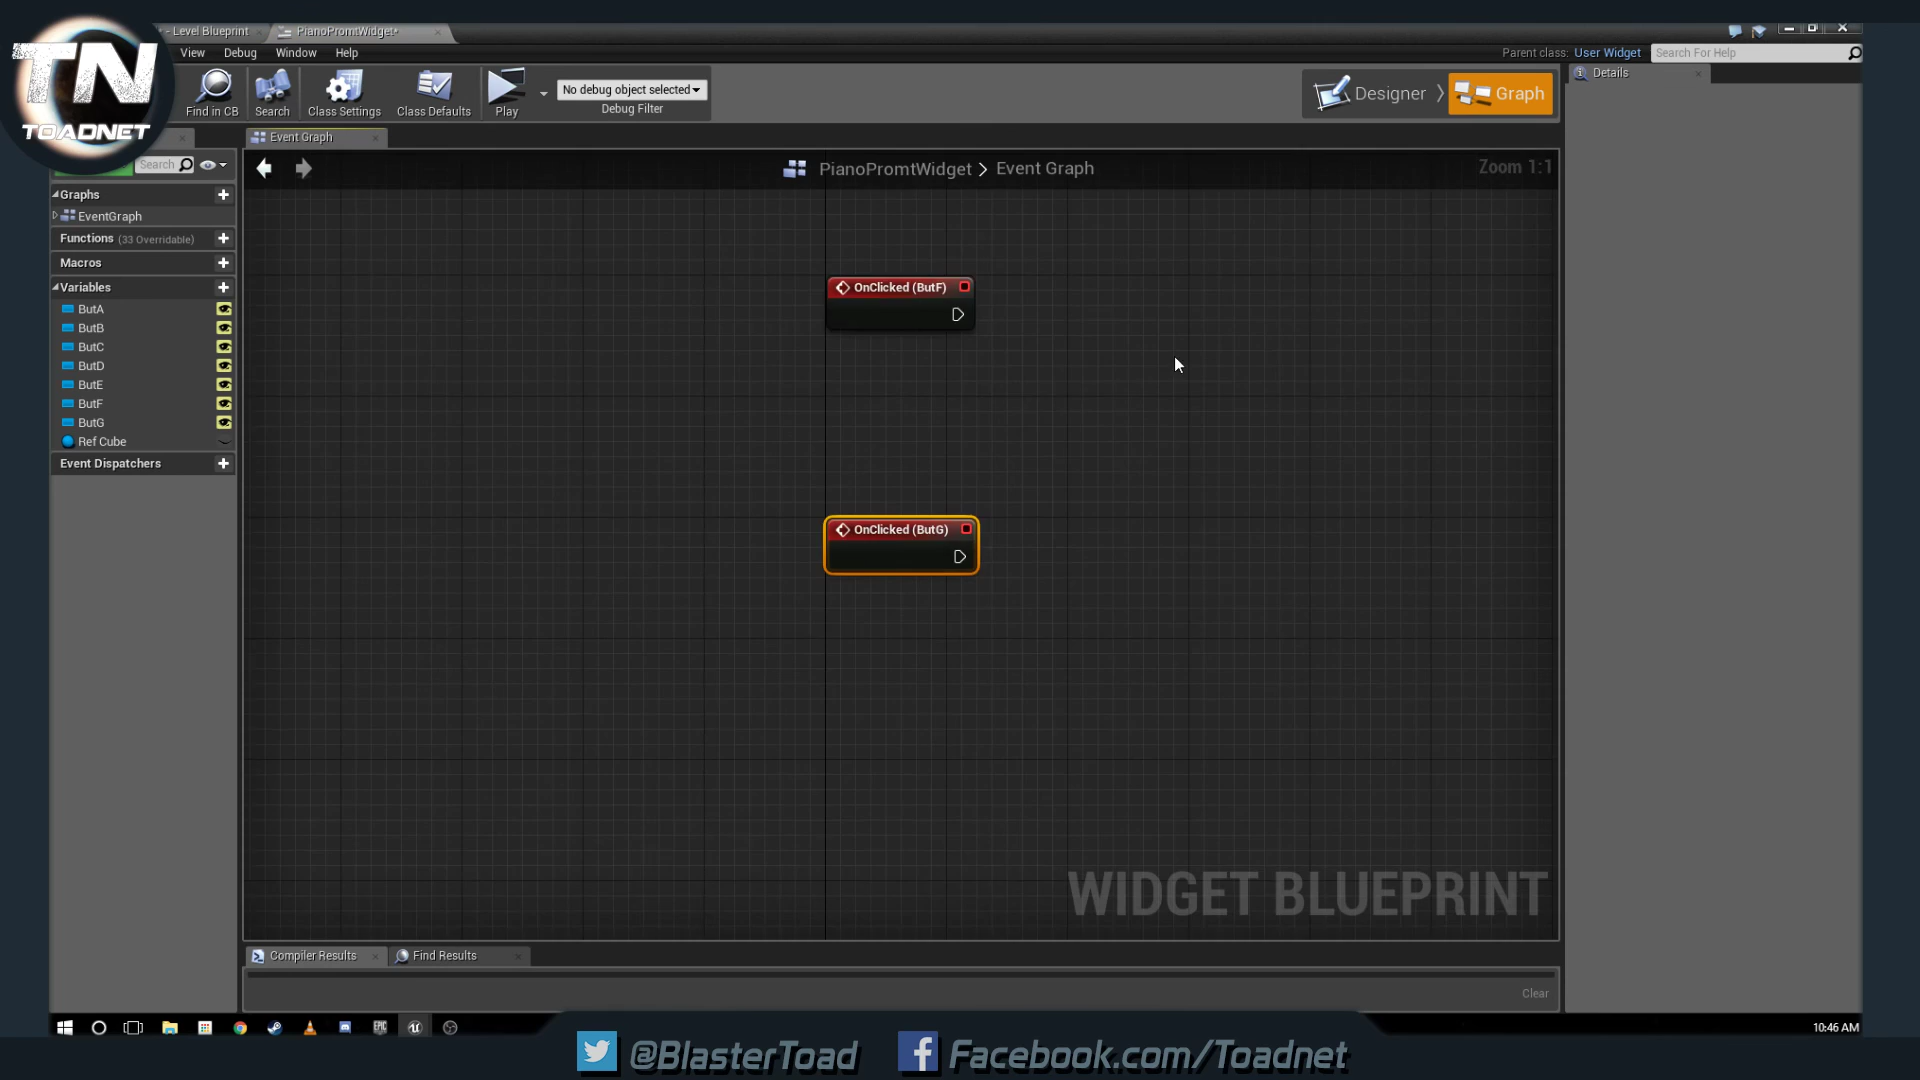 TN
TOADNET
- Level Blueprint
PianoPromtWidget*
View Debug Window Help
Parent class: User Widget
Search For Help
Find in CB
Search
Class Settings
Class Defaults
Play
No debug object selected
Debug Filter
Designer
Graph
Details
Event Graph
Search
PianoPromtWidget > Event Graph
Zoom 1:1
Graphs
EventGraph
Functions (33 Overridable)
Macros
Variables
ButA
ButB
ButC
ButD
ButE
ButF
ButG
Ref Cube
Event Dispatchers
OnClicked (ButF)
OnClicked (ButG)
WIDGET BLUEPRINT
Compiler Results
Find Results
Clear
EPIC
10:46 AM
@BlasterToad
Facebook.com/Toadnet